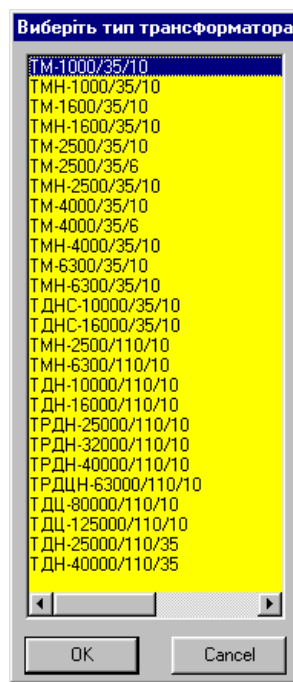 Виберіть тип трансформатора
ТМ-1000/35/10
ТМН-1000/35/10
ТМ-1600/35/10
ТМН-1600/35/10
ТМ-2500/35/10
ТМ-2500/35/6
ТМН-2500/35/10
ТМ-4000/35/10
ТМ-4000/35/6
ТМН-4000/35/10
ТМ-6300/35/10
ТМН-6300/35/10
ТДНС-10000/35/10
ТДНС-16000/35/10
ТМН-2500/110/10
ТМН-6300/110/10
ТДН-10000/110/10
ТДН-16000/110/10
ТРДН-25000/110/10
ТРДН-32000/110/10
ТРДН-40000/110/10
ТРДЦН-63000/110/10
ТДЦ-80000/110/10
ТДЦ-125000/110/10
ТДН-25000/110/35
ТДН-40000/110/35
OK Cancel